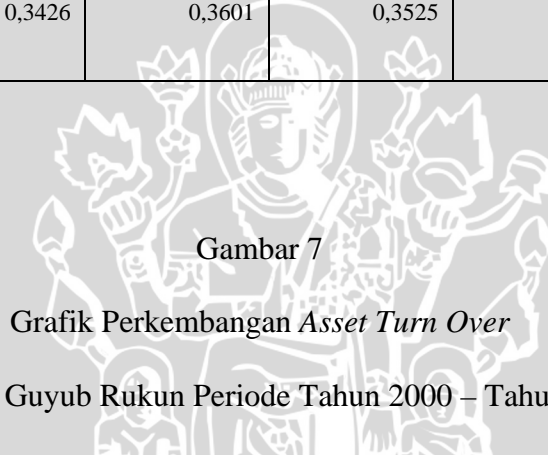 0,3426 0,3601 0,3525
Gambar 7
Grafik Perkembangan Asset Turn Over
Guyub Rukun Periode Tahun 2000 – Tahu